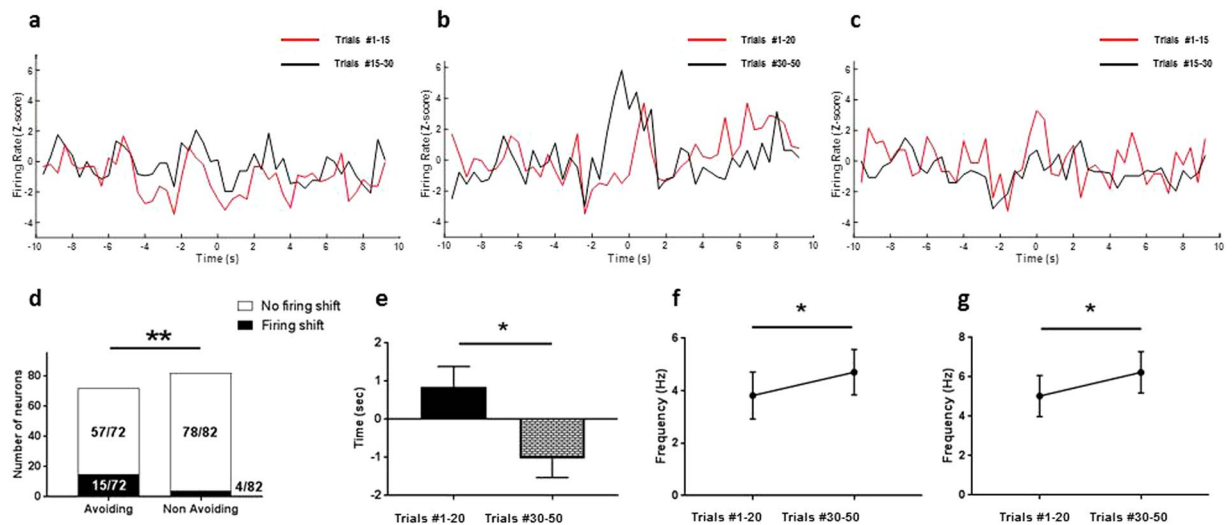 a
Trials #1-15
Trials #15-30
Firing Rate (Z-score)
6
4
2
0
-2
-4
-10 -8 -6 -4 -2 0 2 4 6 8 10
Time (s)
b
Trials #1-20
Trials #30-50
Firing Rate (Z-score)
6
4
2
0
-2
-4
-10 -8 -6 -4 -2 0 2 4 6 8 10
Time (s)
c
Trials #1-15
Trials #15-30
Firing Rate (Z-score)
6
4
2
0
-2
-4
-10 -8 -6 -4 -2 0 2 4 6 8 10
Time (s)
d
No firing shift
Firing shift
**
Number of neurons
80
60
40
20
0
57/72
78/82
15/72
4/82
Avoiding Non Avoiding
e
*
Time (sec)
2
1
0
-1
-2
Trials #1-20 Trials #30-50
f
*
Frequency (Hz)
6
4
2
0
Trials #1-20 Trials #30-50
g
*
Frequency (Hz)
8
6
4
2
0
Trials #1-20 Trials #30-50